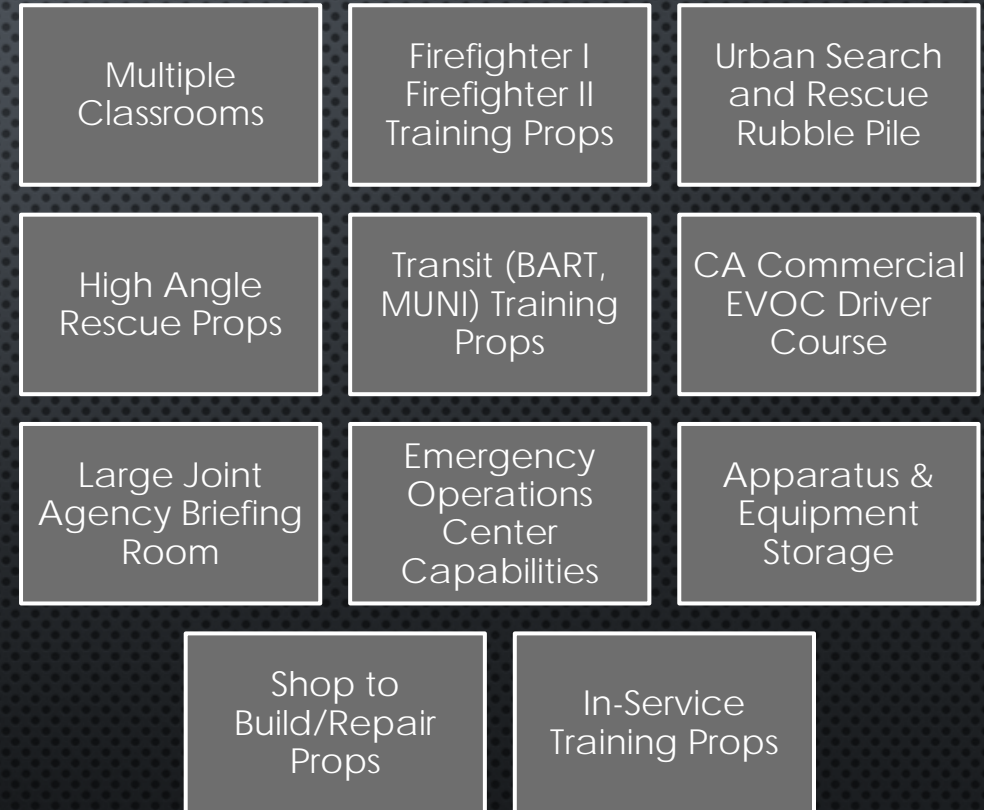 Multiple
Classrooms
Firefighter I
Firefighter II
Training Props
Urban Search
and Rescue
Rubble Pile
High Angle
Rescue Props
Transit (BART,
MUNI) Training
Props
CA Commercial
EVOC Driver
Course
Large Joint
Agency Briefing
Room
Emergency
Operations
Center
Capabilities
Apparatus &
Equipment
Storage
Shop to
Build/Repair
Props
In-Service
Training Props